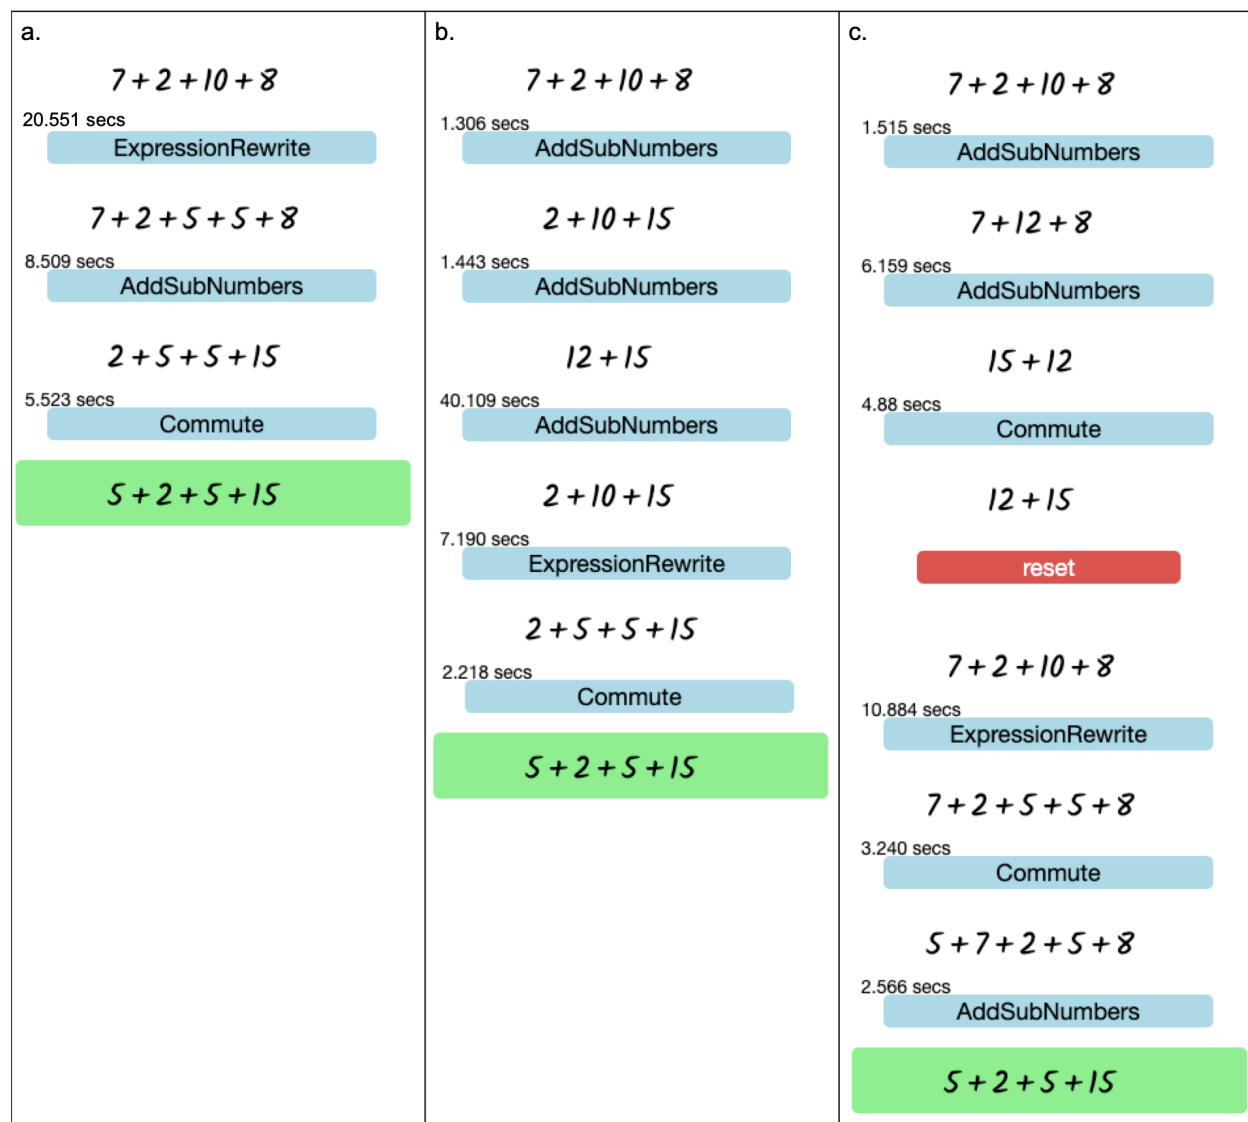 a.
7+2+10+8
20.551 secs
ExpressionRewrite
7+2+5+5+8
8.509 secs
AddSubNumbers
2+5+5+15
5.523 secs
Commute
5+2+5+15
b.
7+2+10+8
1.306 secs
AddSubNumbers
2+10+15
1.443 secs
AddSubNumbers
12+15
40.109 secs
AddSubNumbers
2+10+15
7.190 secs
ExpressionRewrite
2+5+5+15
2.218 secs
Commute
5+2+5+15
c.
7+2+10+8
1.515 secs
AddSubNumbers
7+12+8
6.159 secs
AddSubNumbers
15+12
4.88 secs
Commute
12+15
reset
7+2+10+8
10.884 secs
ExpressionRewrite
7+2+5+5+8
3.240 secs
Commute
5+7+2+5+8
2.566 secs
AddSubNumbers
5+2+5+15